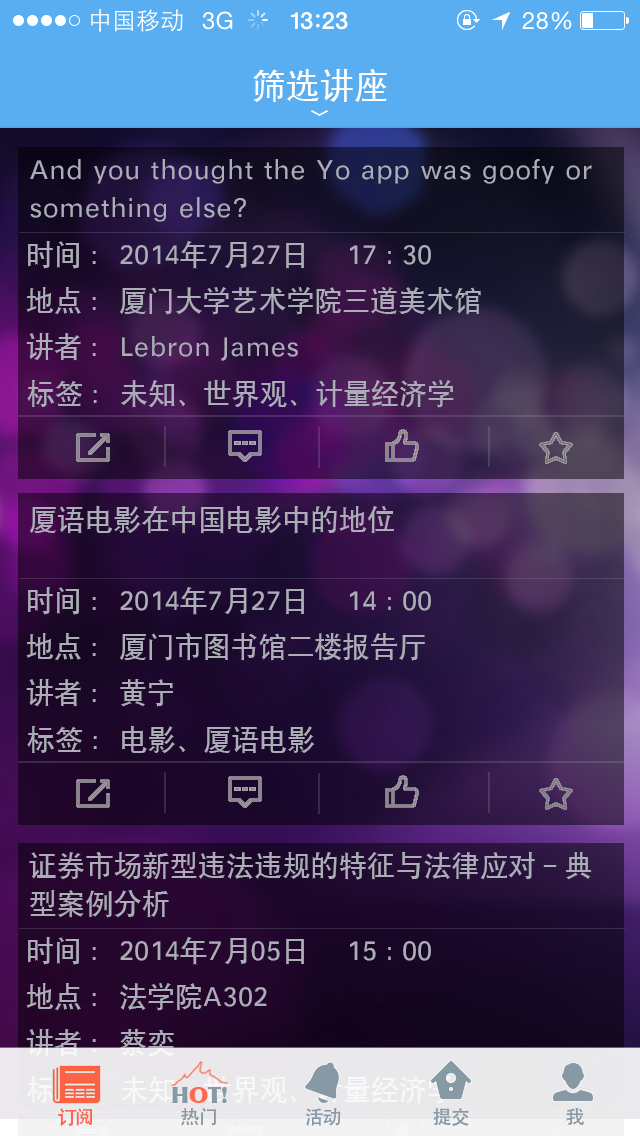 中国移动 3G 13:23 28%
筛选讲座
And you thought the Yo app was goofy or
something else?
时间： 2014年7月27日 17：30
地点： 厦门大学艺术学院三道美术馆
讲者： Lebron James
标签： 未知、世界观、计量经济学
厦语电影在中国电影中的地位
时间： 2014年7月27日 14：00
地点： 厦门市图书馆二楼报告厅
讲者： 黄宁
标签： 电影、厦语电影
证券市场新型违法违规的特征与法律应对－典
型案例分析
时间： 2014年7月05日 15：00
地点： 法学院A302
讲者： 蔡奕
标签： 未知、世界观、计量经济学
HOT!
订阅 热门 活动 提交 我